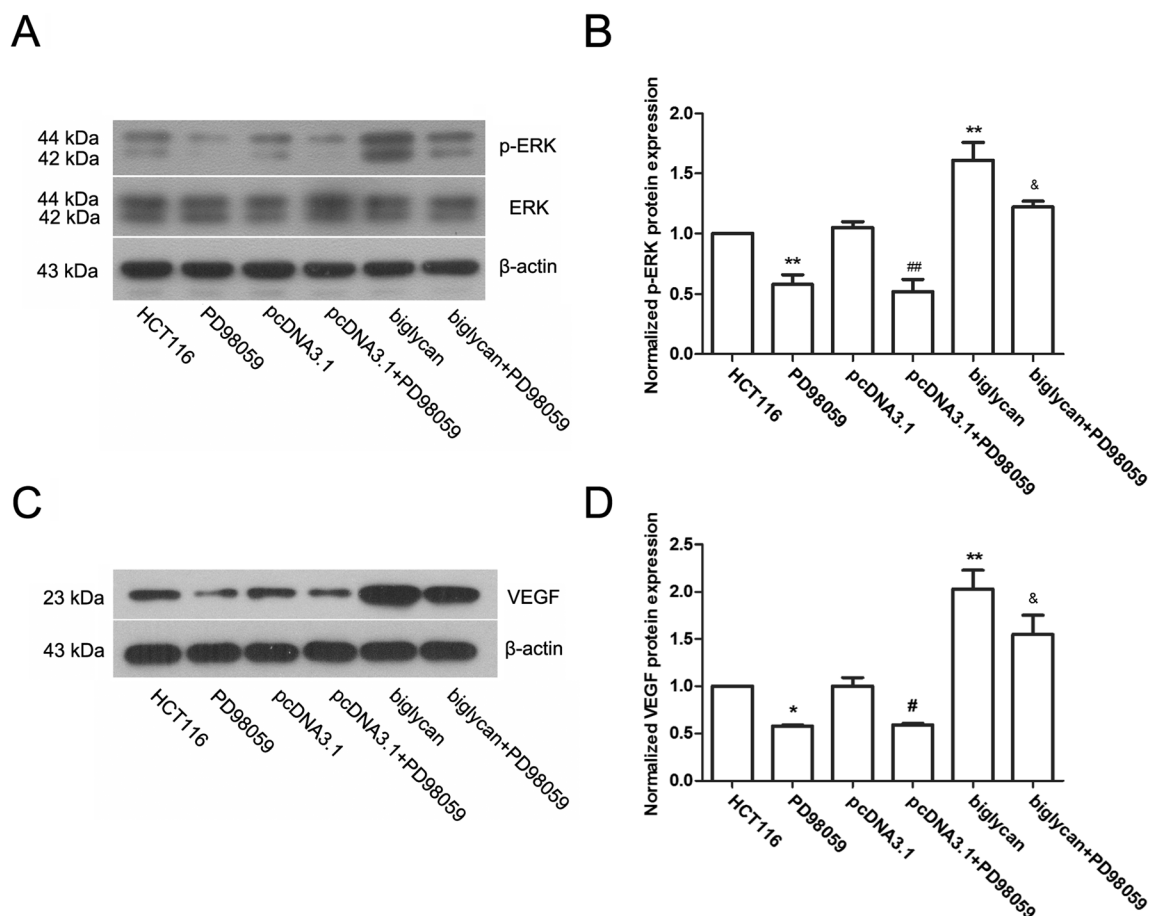 A
44 kDa
42 kDa
p-ERK
44 kDa
42 kDa
ERK
43 kDa
β-actin
HCT116
PD98059
pcDNA3.1
pcDNA3.1+PD98059
biglycan
biglycan+PD98059
B
Normalized p-ERK protein expression
2.0
1.5
1.0
0.5
0.0
**
##
**
&
HCT116
PD98059
pcDNA3.1
pcDNA3.1+PD98059
biglycan
biglycan+PD98059
C
23 kDa
VEGF
43 kDa
β-actin
HCT116
PD98059
pcDNA3.1
pcDNA3.1+PD98059
biglycan
biglycan+PD98059
D
Normalized VEGF protein expression
2.5
2.0
1.5
1.0
0.5
0.0
*
#
**
&
HCT116
PD98059
pcDNA3.1
pcDNA3.1+PD98059
biglycan
biglycan+PD98059